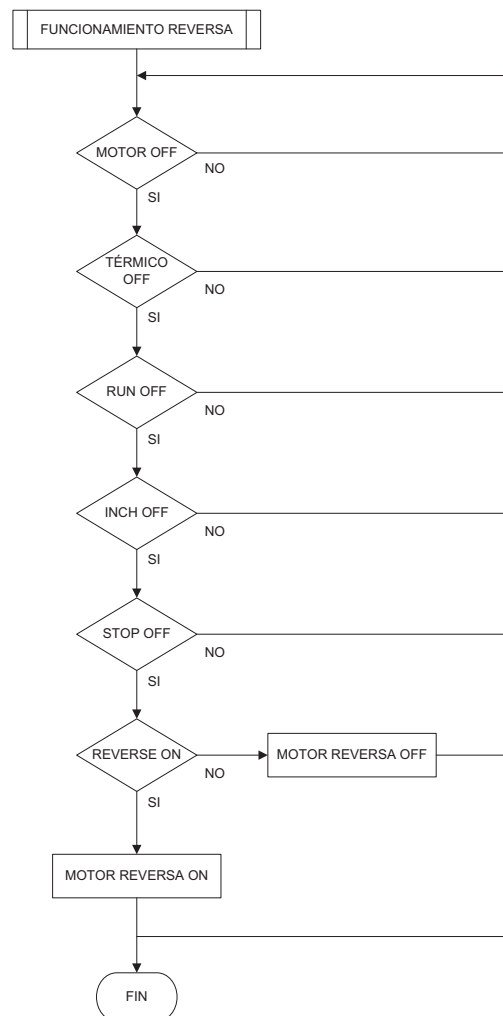 FUNCIONAMIENTO REVERSA
MOTOR OFF
NO
SI
TÉRMICO
OFF
NO
SI
RUN OFF
NO
SI
INCH OFF
NO
SI
STOP OFF
NO
SI
REVERSE ON
NO
MOTOR REVERSA OFF
SI
MOTOR REVERSA ON
FIN